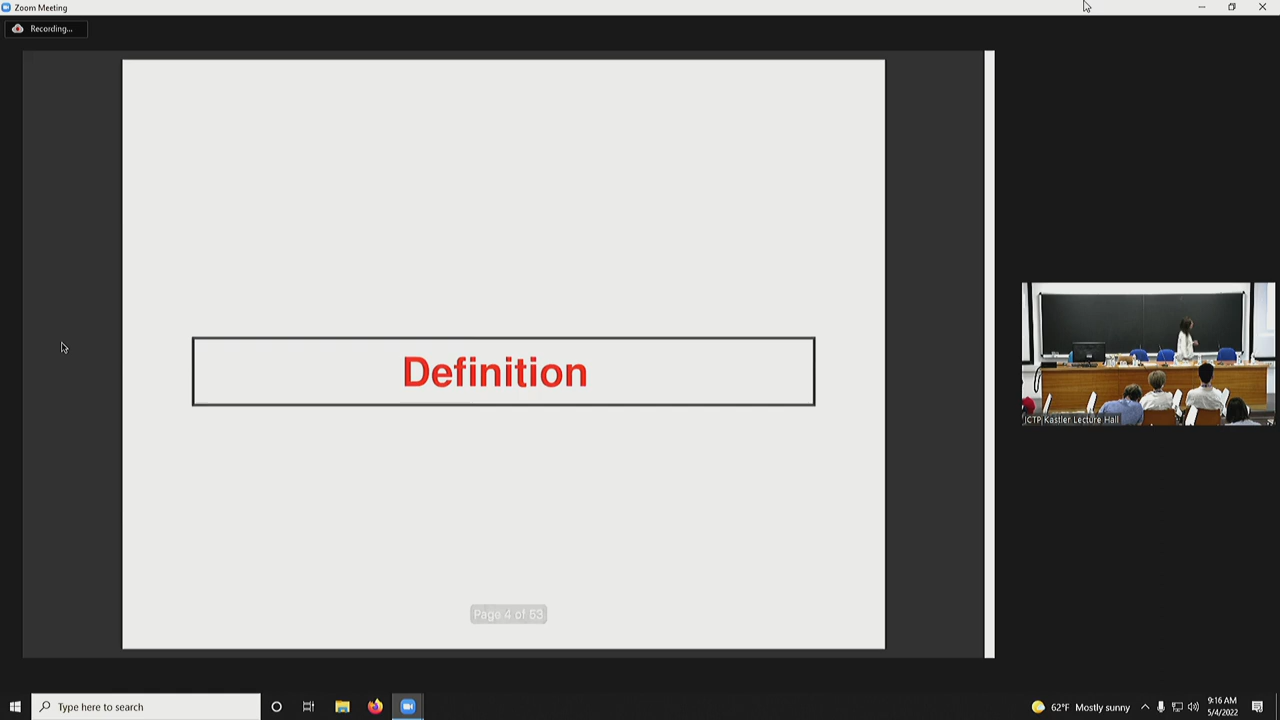 Zoom Meeting
Recording...
Definition
Page 4 of 53
ICTP Kastler Lecture Hall
Type here to search
62°F Mostly sunny
9:16 AM
5/4/2022